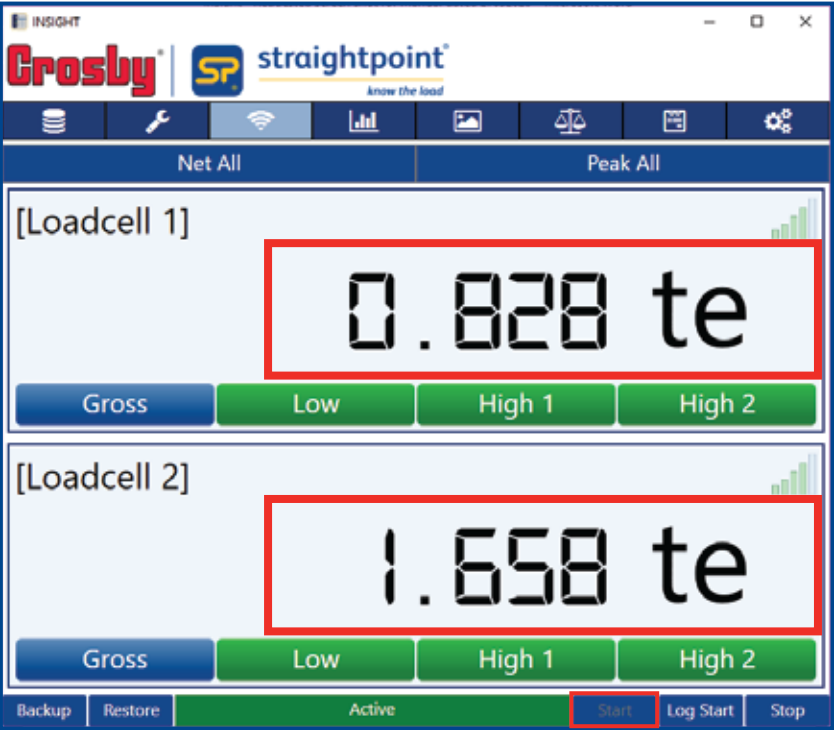 INSIGHT
Crosby straightpoint
SP.
know the load
Net All Peak All
[Loadcell 1]
0.828 te
Gross Low High 1 High 2
[Loadcell 2]
1.658 te
Gross Low High 1 High 2
Backup Restore Active Start Log Start Stop